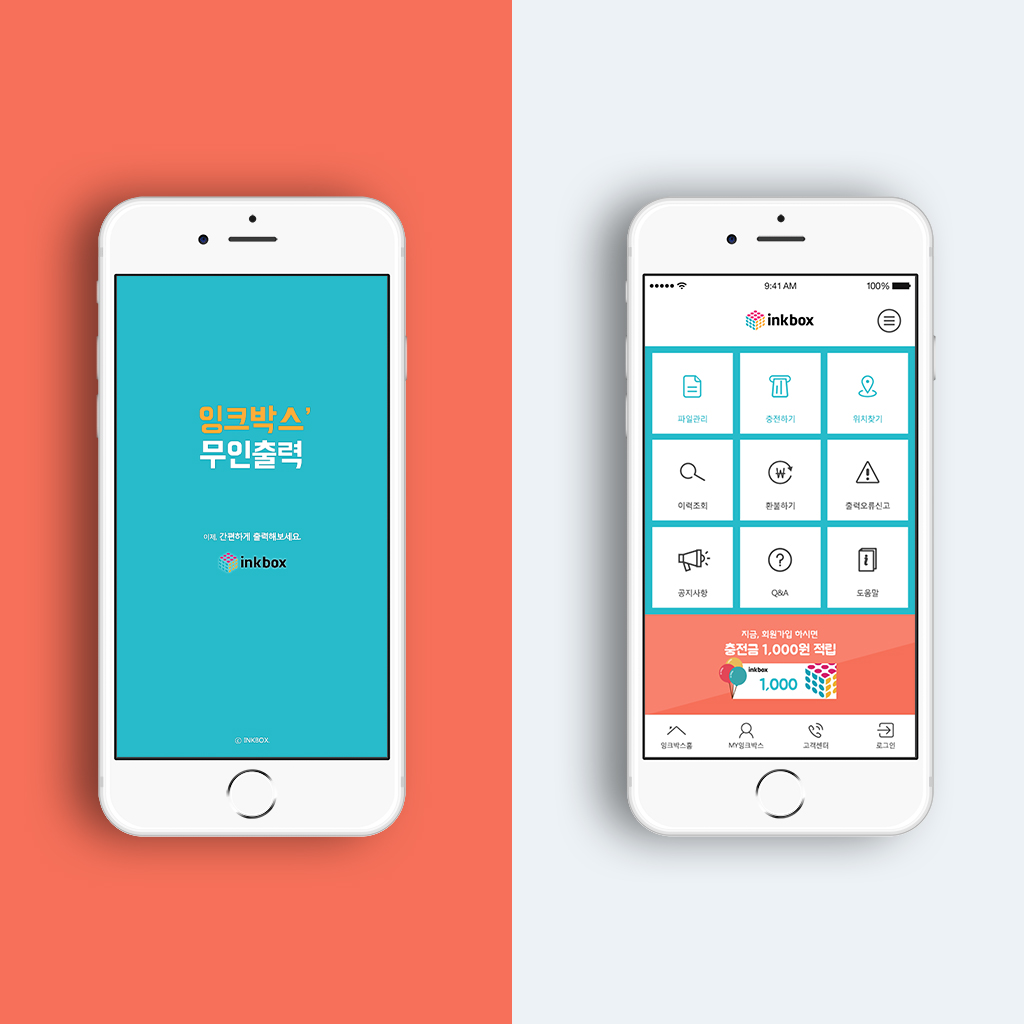 잉크박스’
무인출력
이제, 간편하게 출력해보세요.
inkbox
© INKBOX.
9:41 AM
100%
inkbox
파일관리
충전하기
위치찾기
이력조회
환불하기
출력오류신고
공지사항
Q&A
도움말
지금, 회원가입 하시면
충전금 1,000원 적립
inkbox
1,000
잉크박스홈
MY잉크박스
고객센터
로그인